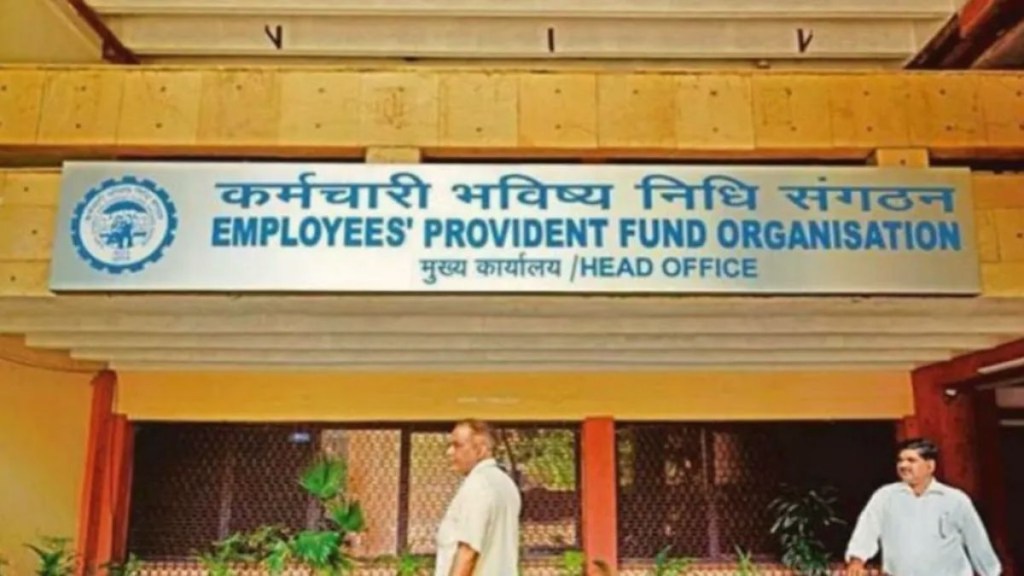 कर्मचारी भविष्य निधि संगठन
EMPLOYEES' PROVIDENT FUND ORGANISATION
मुख्य कार्यालय /HEAD OFFICE